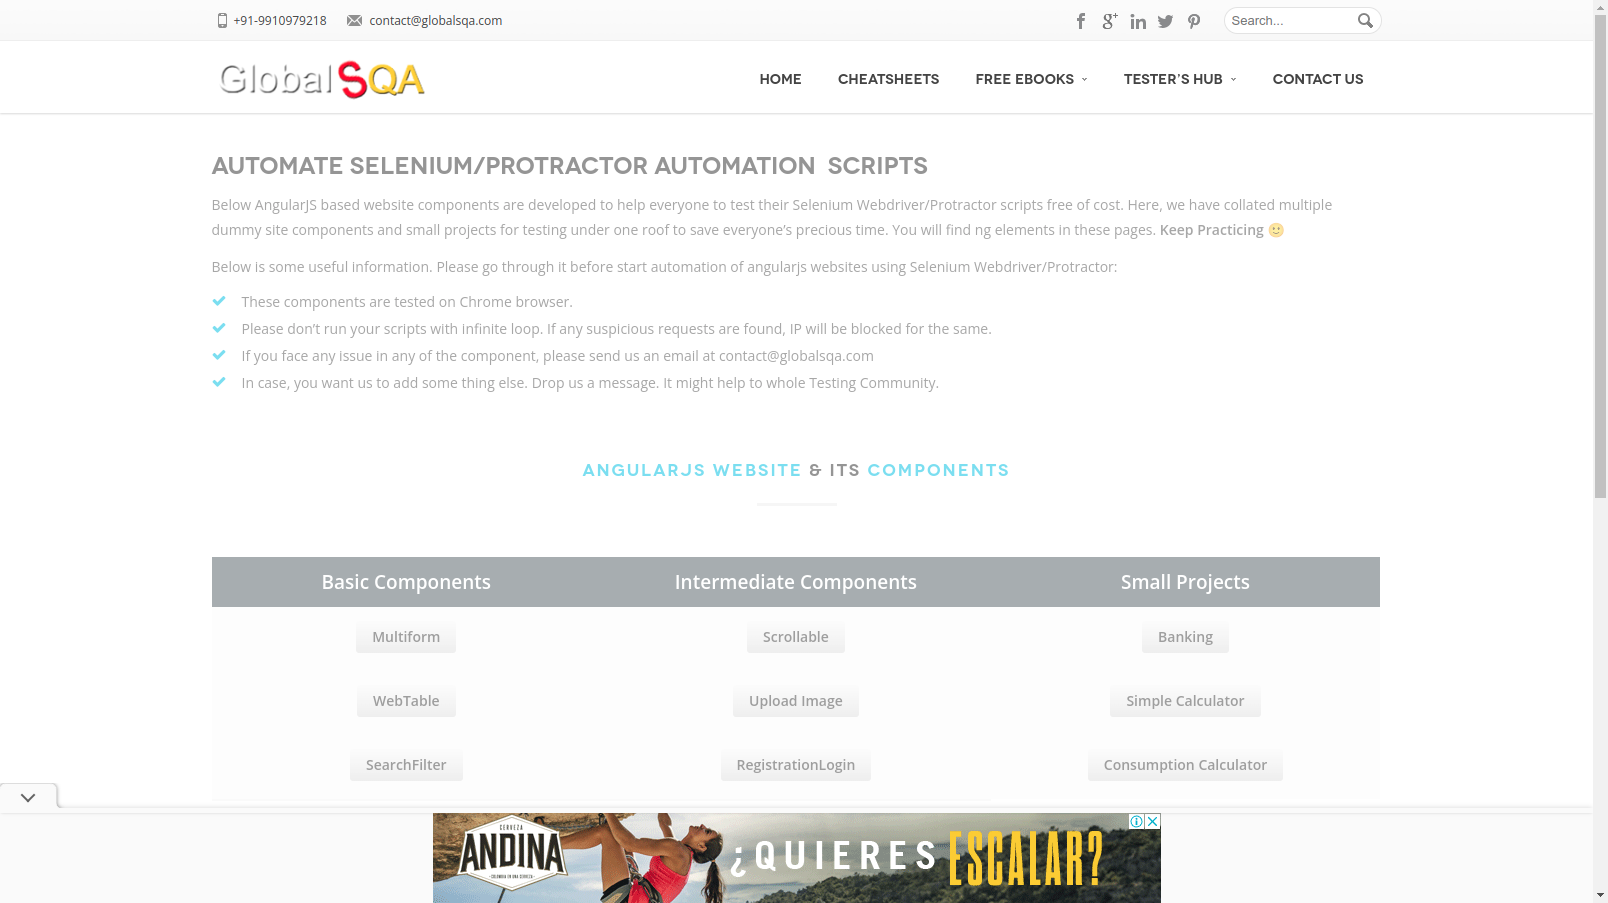 +91-9910979218
contact@globalsqa.com
Search...
GlobalSQA
HOME
CHEATSHEETS
FREE EBOOKS
TESTER'S HUB
CONTACT US
AUTOMATE SELENIUM/PROTRACTOR AUTOMATION SCRIPTS
Below AngularJS based website components are developed to help everyone to test their Selenium Webdriver/Protractor scripts free of cost. Here, we have collated multiple
dummy site components and small projects for testing under one roof to save everyone's precious time. You will find ng elements in these pages. Keep Practicing 🙂
Below is some useful information. Please go through it before start automation of angularjs websites using Selenium Webdriver/Protractor:
These components are tested on Chrome browser.
Please don't run your scripts with infinite loop. If any suspicious requests are found, IP will be blocked for the same.
If you face any issue in any of the component, please send us an email at contact@globalsqa.com
In case, you want us to add some thing else. Drop us a message. It might help to whole Testing Community.
ANGULARJS WEBSITE & ITS COMPONENTS
Basic Components
Intermediate Components
Small Projects
Multiform
Scrollable
Banking
WebTable
Upload Image
Simple Calculator
SearchFilter
RegistrationLogin
Consumption Calculator
CERVEZA
ANDINA
¿QUIERES ESCALAR?